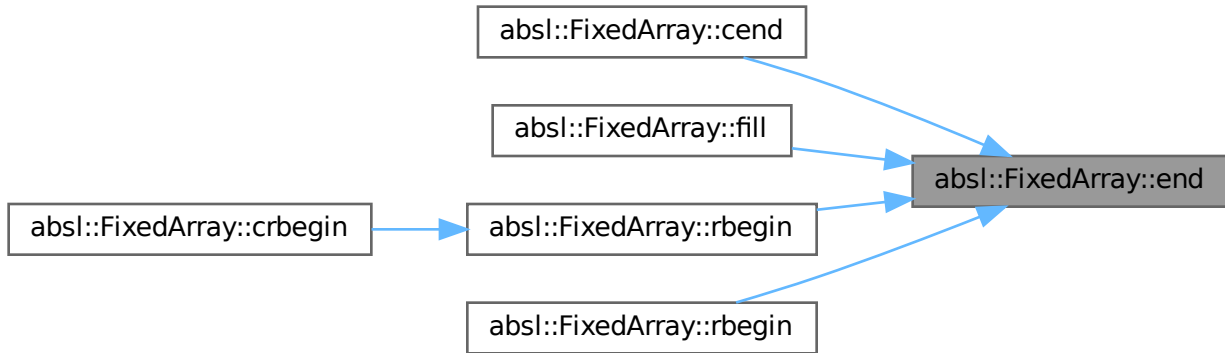 absl::FixedArray::cend
absl::FixedArray::fill
absl::FixedArray::end
absl::FixedArray::crbegin
absl::FixedArray::rbegin
absl::FixedArray::rbegin